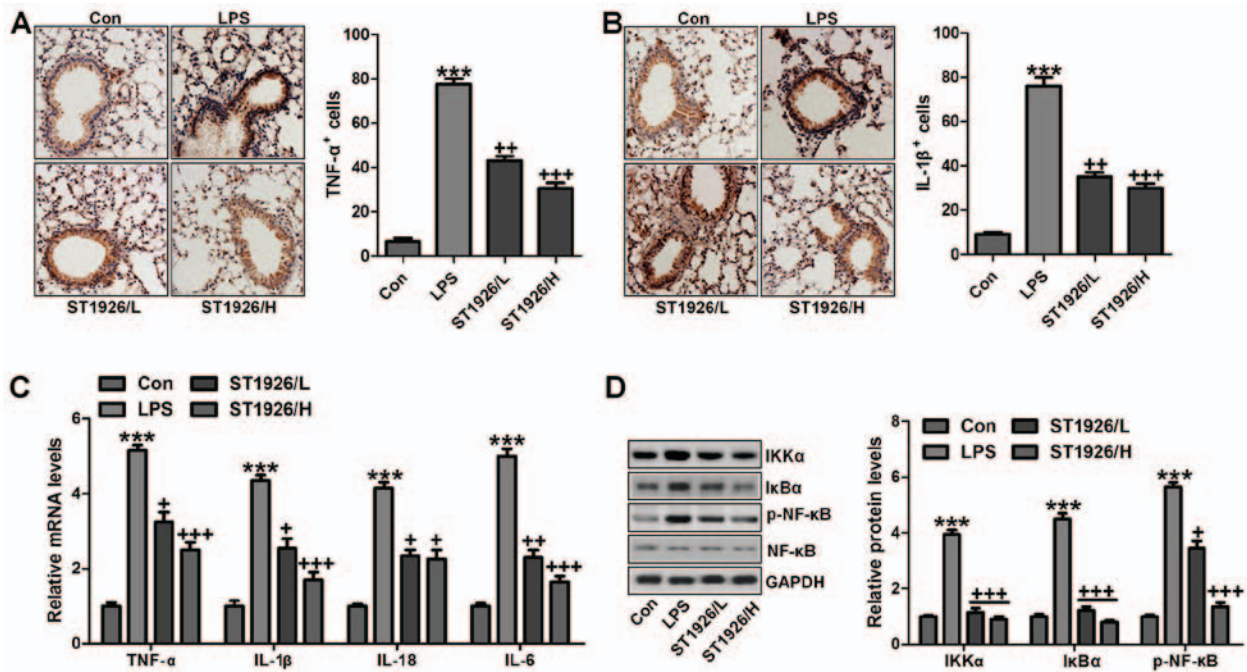 A
Con
LPS
ST1926/L
ST1926/H
TNF-α+ cells
100
80
60
40
20
0
***
++
+++
Con
LPS
ST1926/L
ST1926/H
B
Con
LPS
ST1926/L
ST1926/H
IL-1β+ cells
100
80
60
40
20
0
***
++
+++
Con
LPS
ST1926/L
ST1926/H
C
Con
LPS
ST1926/L
ST1926/H
Relative mRNA levels
6
4
2
0
***
+
+++
***
+
+++
***
+
+
***
++
+++
TNF-α
IL-1β
IL-18
IL-6
D
IKKα
IκBα
p-NF-κB
NF-κB
GAPDH
Con
LPS
ST1926/L
ST1926/H
Con
LPS
ST1926/L
ST1926/H
Relative protein levels
8
6
4
2
0
***
+++
***
+++
***
+
+++
IKKα
IκBα
p-NF-κB